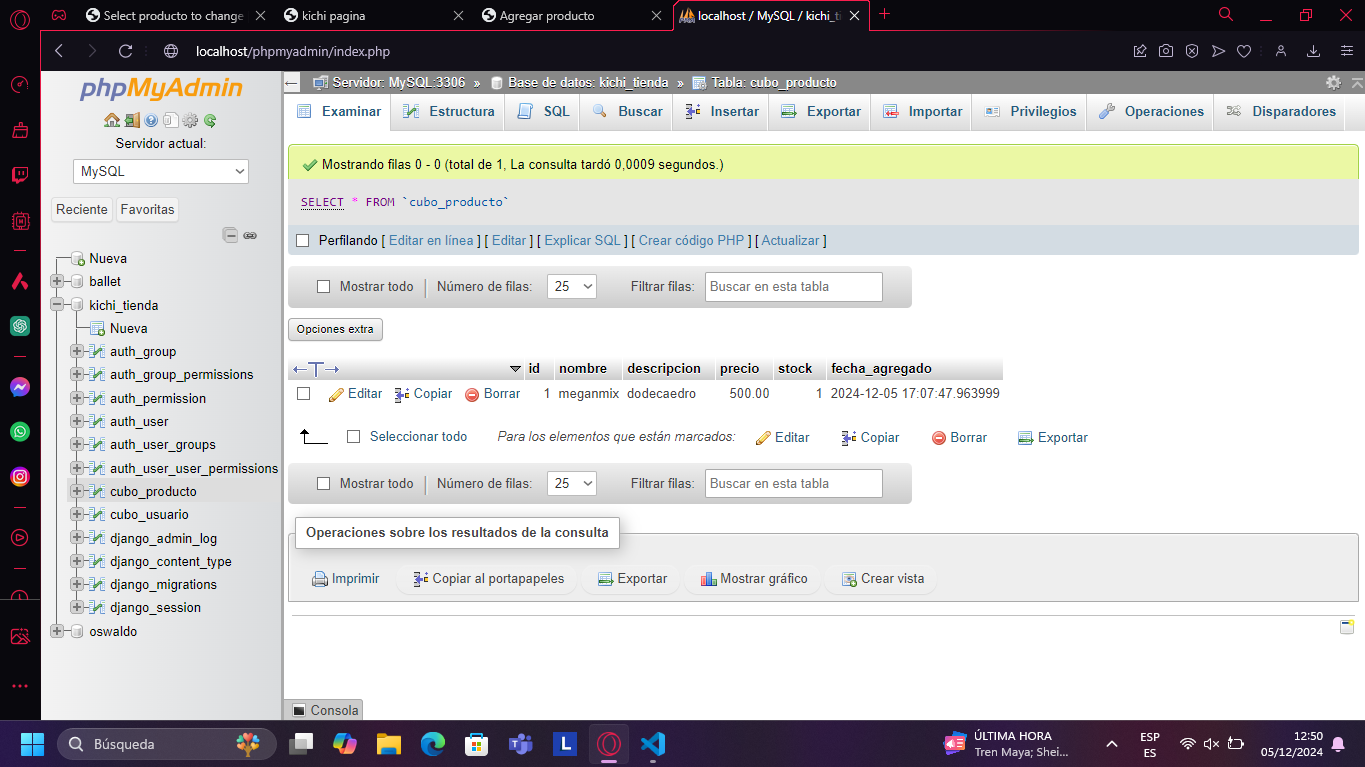 Select producto to change
kichi pagina
Agregar producto
localhost / MySQL / kichi_ti
localhost/phpmyadmin/index.php
phpMyAdmin
Servidor actual:
MySQL
Reciente Favoritas
Nueva
ballet
kichi_tienda
Nueva
auth_group
auth_group_permissions
auth_permission
auth_user
auth_user_groups
auth_user_user_permissions
cubo_producto
cubo_usuario
django_admin_log
django_content_type
django_migrations
django_session
oswaldo
Servidor: MySQL:3306 » Base de datos: kichi_tienda » Tabla: cubo_producto
Examinar Estructura SQL Buscar Insertar Exportar Importar Privilegios Operaciones Disparadores
Mostrando filas 0 - 0 (total de 1, La consulta tardó 0,0009 segundos.)
SELECT * FROM `cubo_producto`
Perfilando [ Editar en línea ] [ Editar ] [ Explicar SQL ] [ Crear código PHP ] [ Actualizar ]
Mostrar todo Número de filas: 25 Filtrar filas: Buscar en esta tabla
Opciones extra
id nombre descripcion precio stock fecha_agregado
Editar Copiar Borrar 1 meganmix dodecaedro 500.00 1 2024-12-05 17:07:47.963999
Seleccionar todo Para los elementos que están marcados: Editar Copiar Borrar Exportar
Mostrar todo Número de filas: 25 Filtrar filas: Buscar en esta tabla
Operaciones sobre los resultados de la consulta
Imprimir Copiar al portapapeles Exportar Mostrar gráfico Crear vista
Consola
Búsqueda
L
ÚLTIMA HORA
Tren Maya; Shei...
ESP
ES
12:50
05/12/2024